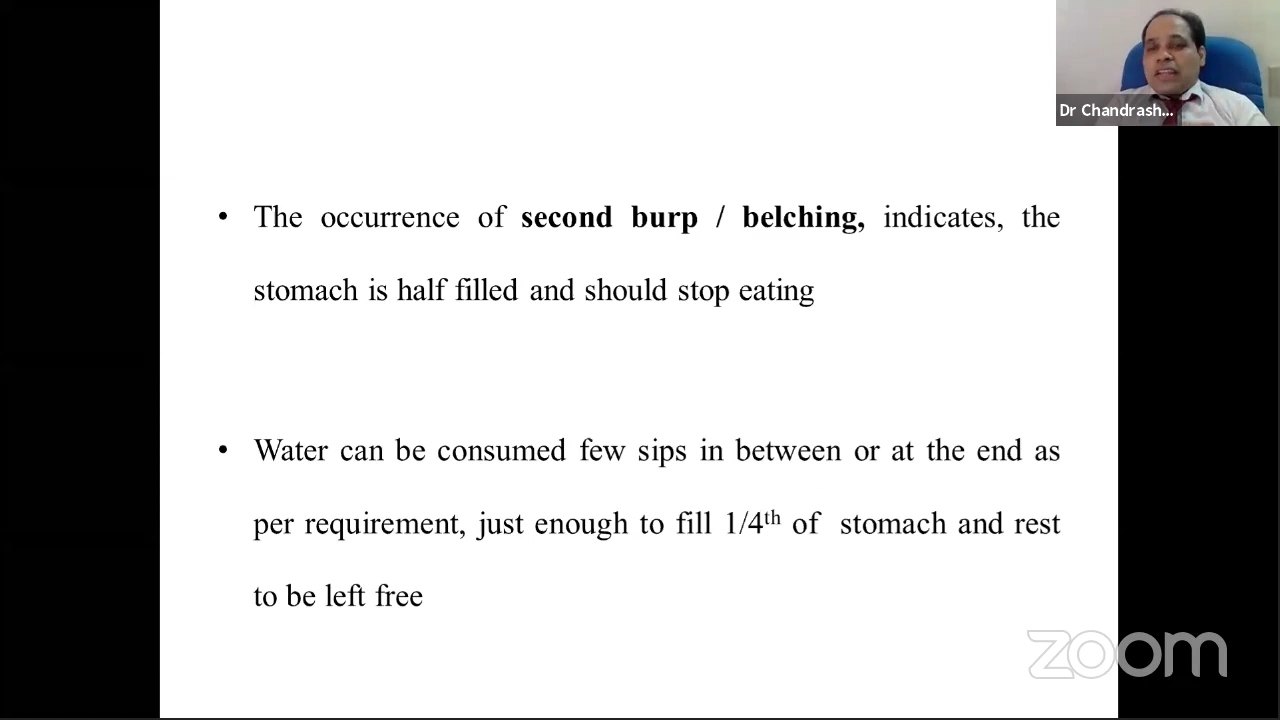 Dr Chandrash...
• The occurrence of second burp / belching, indicates, the
stomach is half filled and should stop eating
• Water can be consumed few sips in between or at the end as
per requirement, just enough to fill 1/4th of stomach and rest
to be left free
zoom